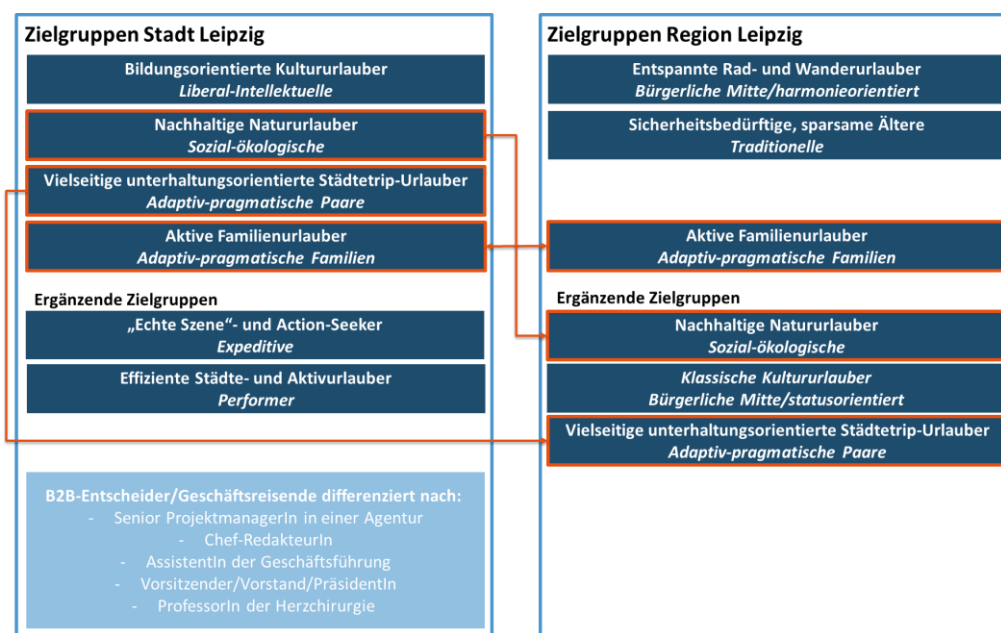 Zielgruppen Stadt Leipzig
Bildungsorientierte Kultururlauber
Liberal-Intellektuelle
Nachhaltige Natururlauber
Sozial-ökologische
Vielseitige unterhaltungsorientierte Städtetrip-Urlauber
Adaptiv-pragmatische Paare
Aktive Familienurlauber
Adaptiv-pragmatische Familien
Ergänzende Zielgruppen
„Echte Szene“- und Action-Seeker
Expeditive
Effiziente Städte- und Aktivurlauber
Performer
B2B-Entscheider/Geschäftsreisende differenziert nach:
- Senior ProjektmanagerIn in einer Agentur
- Chef-RedakteurIn
- AssistentIn der Geschäftsführung
- Vorsitzender/Vorstand/PräsidentIn
- ProfessorIn der Herzchirurgie
Zielgruppen Region Leipzig
Entspannte Rad- und Wanderurlauber
Bürgerliche Mitte/harmonieorientiert
Sicherheitsbedürftige, sparsame Ältere
Traditionelle
Aktive Familienurlauber
Adaptiv-pragmatische Familien
Ergänzende Zielgruppen
Nachhaltige Natururlauber
Sozial-ökologische
Klassische Kultururlauber
Bürgerliche Mitte/statusorientiert
Vielseitige unterhaltungsorientierte Städtetrip-Urlauber
Adaptiv-pragmatische Paare